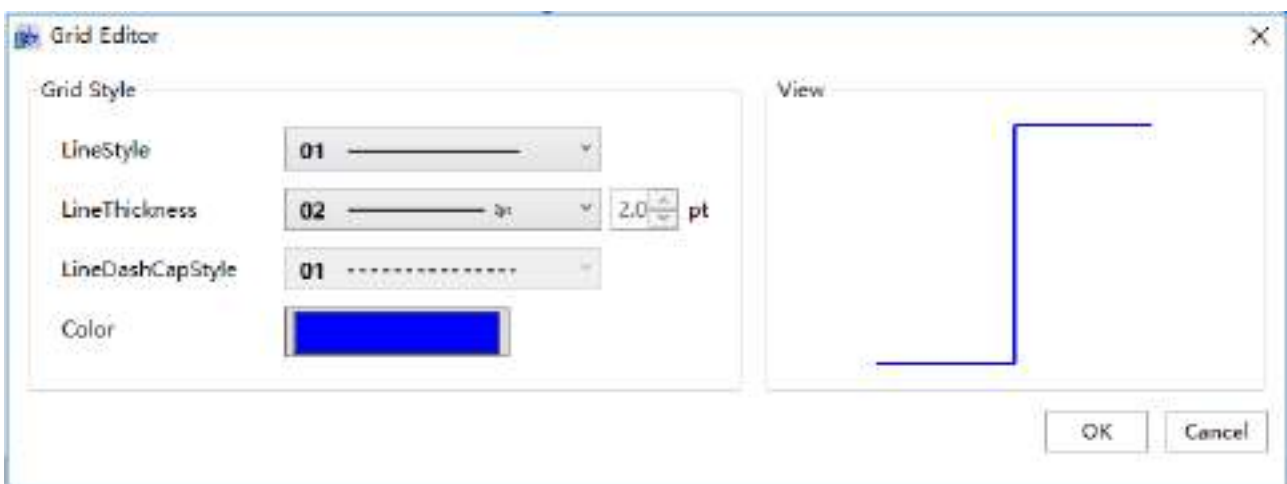 Grid Editor
Grid Style
LineStyle
01
LineThickness
02
2.0 pt
LineDashCapStyle
01
Color
View
OK
Cancel